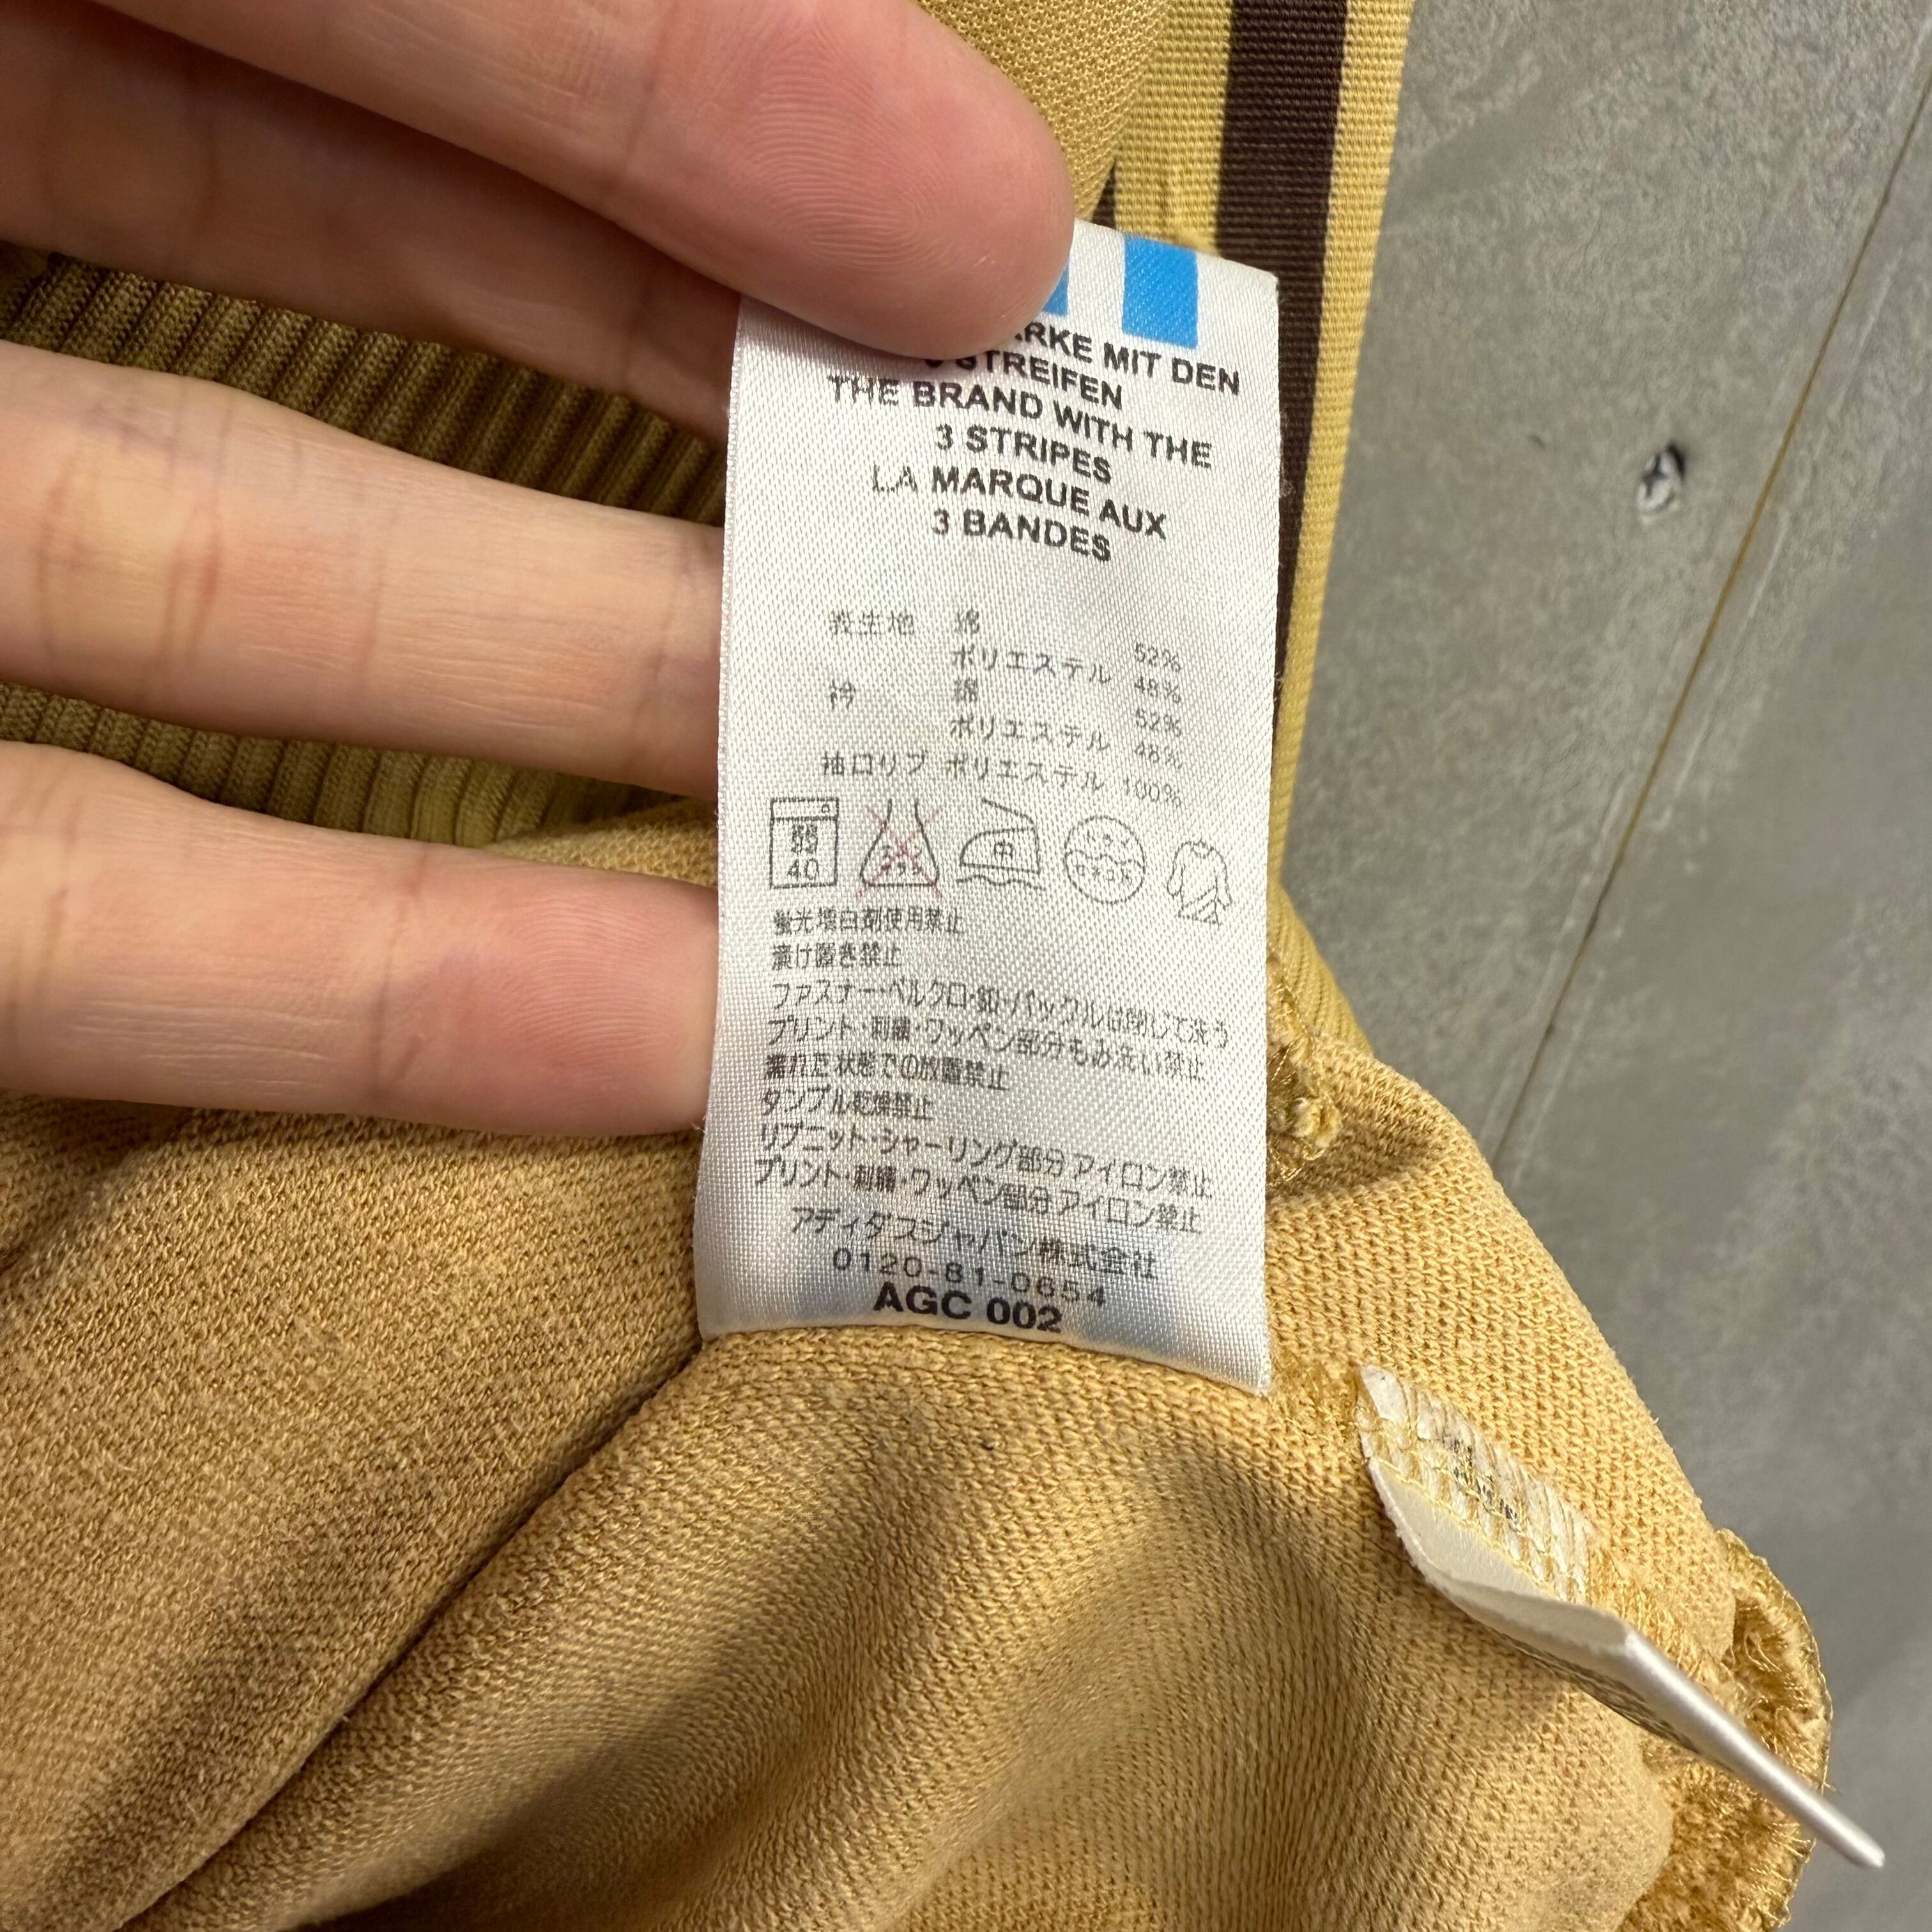 MIT DEN
STREIFEN
THE BRAND WITH THE
3 STRIPES
LA MARQUE AUX
3 BANDES
表生地 綿 52%
ポリエステル 48%
衿 綿 52%
ポリエステル 48%
袖口リブ ポリエステル 100%
40
蛍光増白剤使用禁止
漬け置き禁止
ファスナー・ベルクロ・釦・バックルは閉じて洗う
プリント・刺繍・ワッペン部分もみ洗い禁止
濡れた状態での放置禁止
タンブル乾燥禁止
リブニット・シャーリング部分アイロン禁止
プリント・刺繍・ワッペン部分アイロン禁止
アディダスジャパン株式会社
0120-81-0654
AGC 002